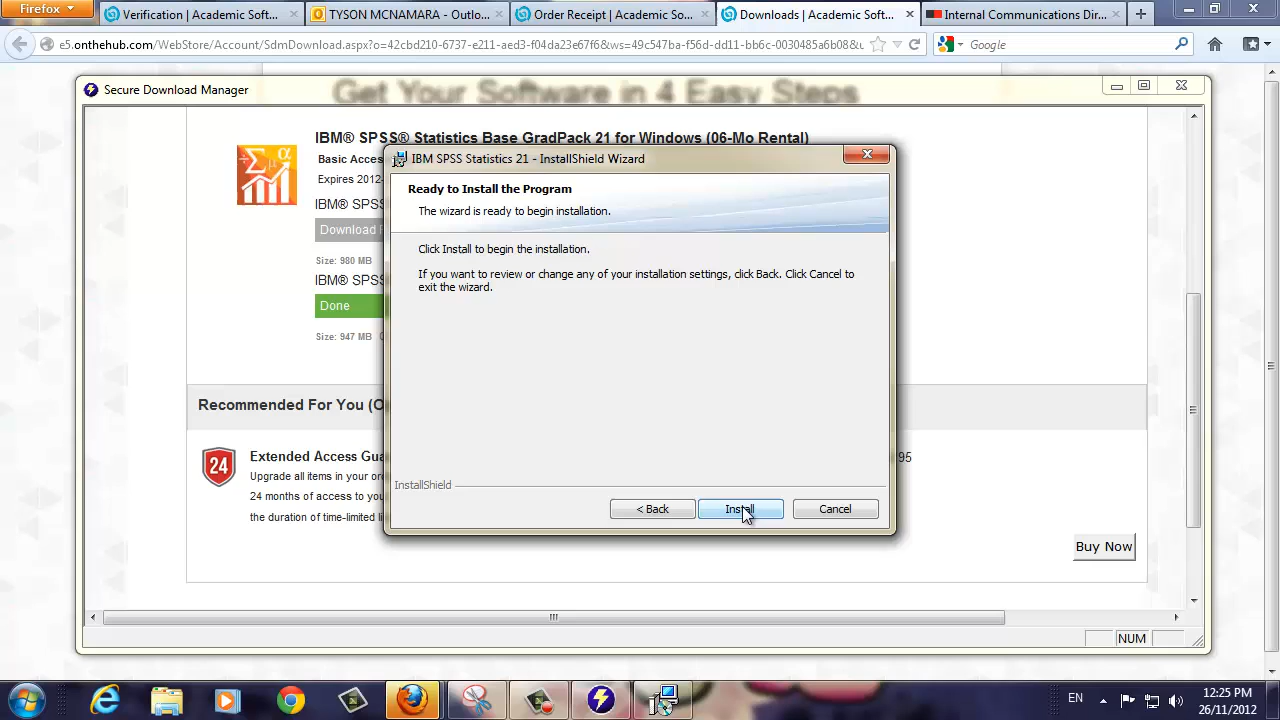 Firefox
Verification | Academic Soft...
TYSON MCNAMARA - Outlo...
Order Receipt | Academic So...
Downloads | Academic Soft...
Internal Communications Dir...
e5.onthehub.com/WebStore/Account/SdmDownload.aspx?o=42cbd210-6737-e211-aed3-f04da23e67f6&ws=49c547ba-f56d-dd11-bb6c-0030485a6b08&u
Google
Get Your Software in 4 Easy Steps
Secure Download Manager
IBM® SPSS® Statistics Base GradPack 21 for Windows (06-Mo Rental)
Basic Acces
Expires 2012-
IBM® SPSS
Download F
Size: 980 MB
IBM® SPSS
Done
Size: 947 MB
IBM SPSS Statistics 21 - InstallShield Wizard
Ready to Install the Program
The wizard is ready to begin installation.
Click Install to begin the installation.
If you want to review or change any of your installation settings, click Back. Click Cancel to
exit the wizard.
InstallShield
< Back
Install
Cancel
Recommended For You (O
24
Extended Access Gua
95
Upgrade all items in your ord
24 months of access to you
the duration of time-limited li
Buy Now
NUM
EN
12:25 PM
26/11/2012